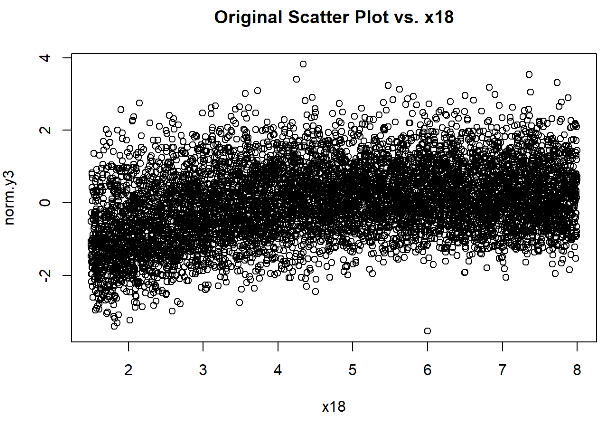 Original Scatter Plot vs. x18
4
2
0
-2
norm.y3
2 3 4 5 6 7 8
x18